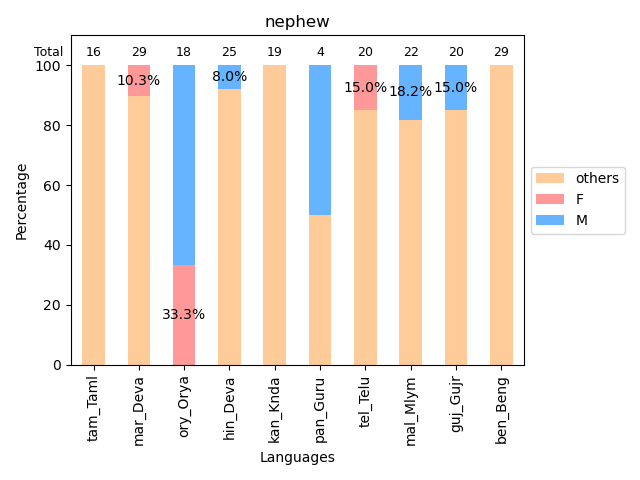 nephew
Total 16 29 18 25 19 4 20 22 20 29
100
80
60
40
20
0
Percentage
10.3%
33.3%
8.0%
15.0%
18.2%
15.0%
tam_Taml
mar_Deva
ory_Orya
hin_Deva
kan_Knda
pan_Guru
tel_Telu
mal_Mlym
guj_Gujr
ben_Beng
Languages
others
F
M